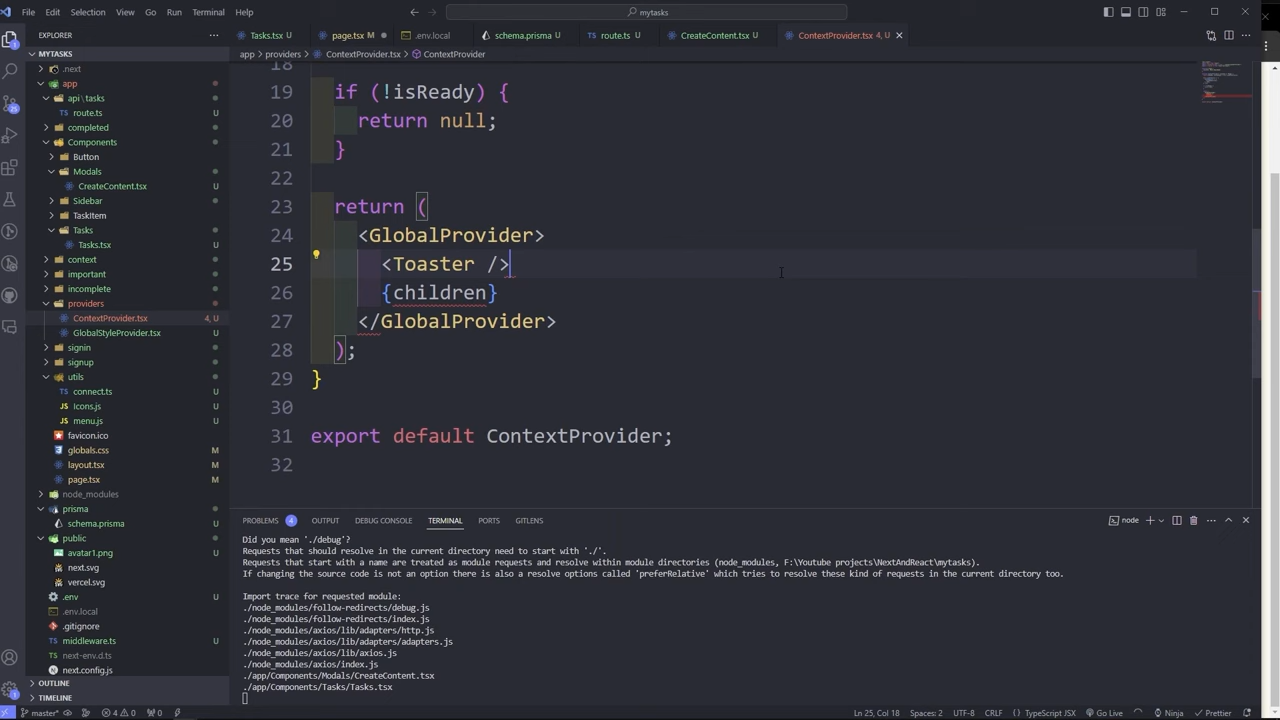 File Edit Selection View Go Run Terminal Help
mytasks
EXPLORER
Tasks.tsx U
page.tsx M
.env.local
schema.prisma U
route.ts U
CreateContent.tsx U
ContextProvider.tsx 4, U
app > providers > ContextProvider.tsx > ContextProvider
MYTASKS
.next
app
api \ tasks
route.ts U
completed
Components
Button
Modals
CreateContent.tsx U
Sidebar
TaskItem
Tasks
Tasks.tsx U
context
important
incomplete
providers
ContextProvider.tsx 4, U
GlobalStyleProvider.tsx U
signin
signup
utils
connect.ts U
Icons.js U
menu.js U
favicon.ico
globals.css M
layout.tsx M
page.tsx M
node_modules
prisma
schema.prisma U
public
avatar1.png U
next.svg
vercel.svg
.env U
.env.local
.gitignore
middleware.ts U
next-env.d.ts
next.config.js
OUTLINE
TIMELINE
18
19 if (!isReady) {
20 return null;
21 }
22
23 return (
24 <GlobalProvider>
25 <Toaster />
26 {children}
27 </GlobalProvider>
28 );
29 }
30
31 export default ContextProvider;
32
PROBLEMS 4 OUTPUT DEBUG CONSOLE TERMINAL PORTS GITLENS
node
Did you mean './debug'?
Requests that should resolve in the current directory need to start with './'.
Requests that start with a name are treated as module requests and resolve within module directories (node_modules, F:\Youtube projects\NextAndReact\mytasks).
If changing the source code is not an option there is also a resolve options called 'preferRelative' which tries to resolve these kind of requests in the current directory too.
Import trace for requested module:
./node_modules/follow-redirects/debug.js
./node_modules/follow-redirects/index.js
./node_modules/axios/lib/adapters/http.js
./node_modules/axios/lib/adapters/adapters.js
./node_modules/axios/lib/axios.js
./node_modules/axios/index.js
./app/Components/Modals/CreateContent.tsx
./app/Components/Tasks/Tasks.tsx
master* 4 0 0 Ln 25, Col 18 Spaces: 2 UTF-8 CRLF TypeScript JSX Go Live Ninja Prettier